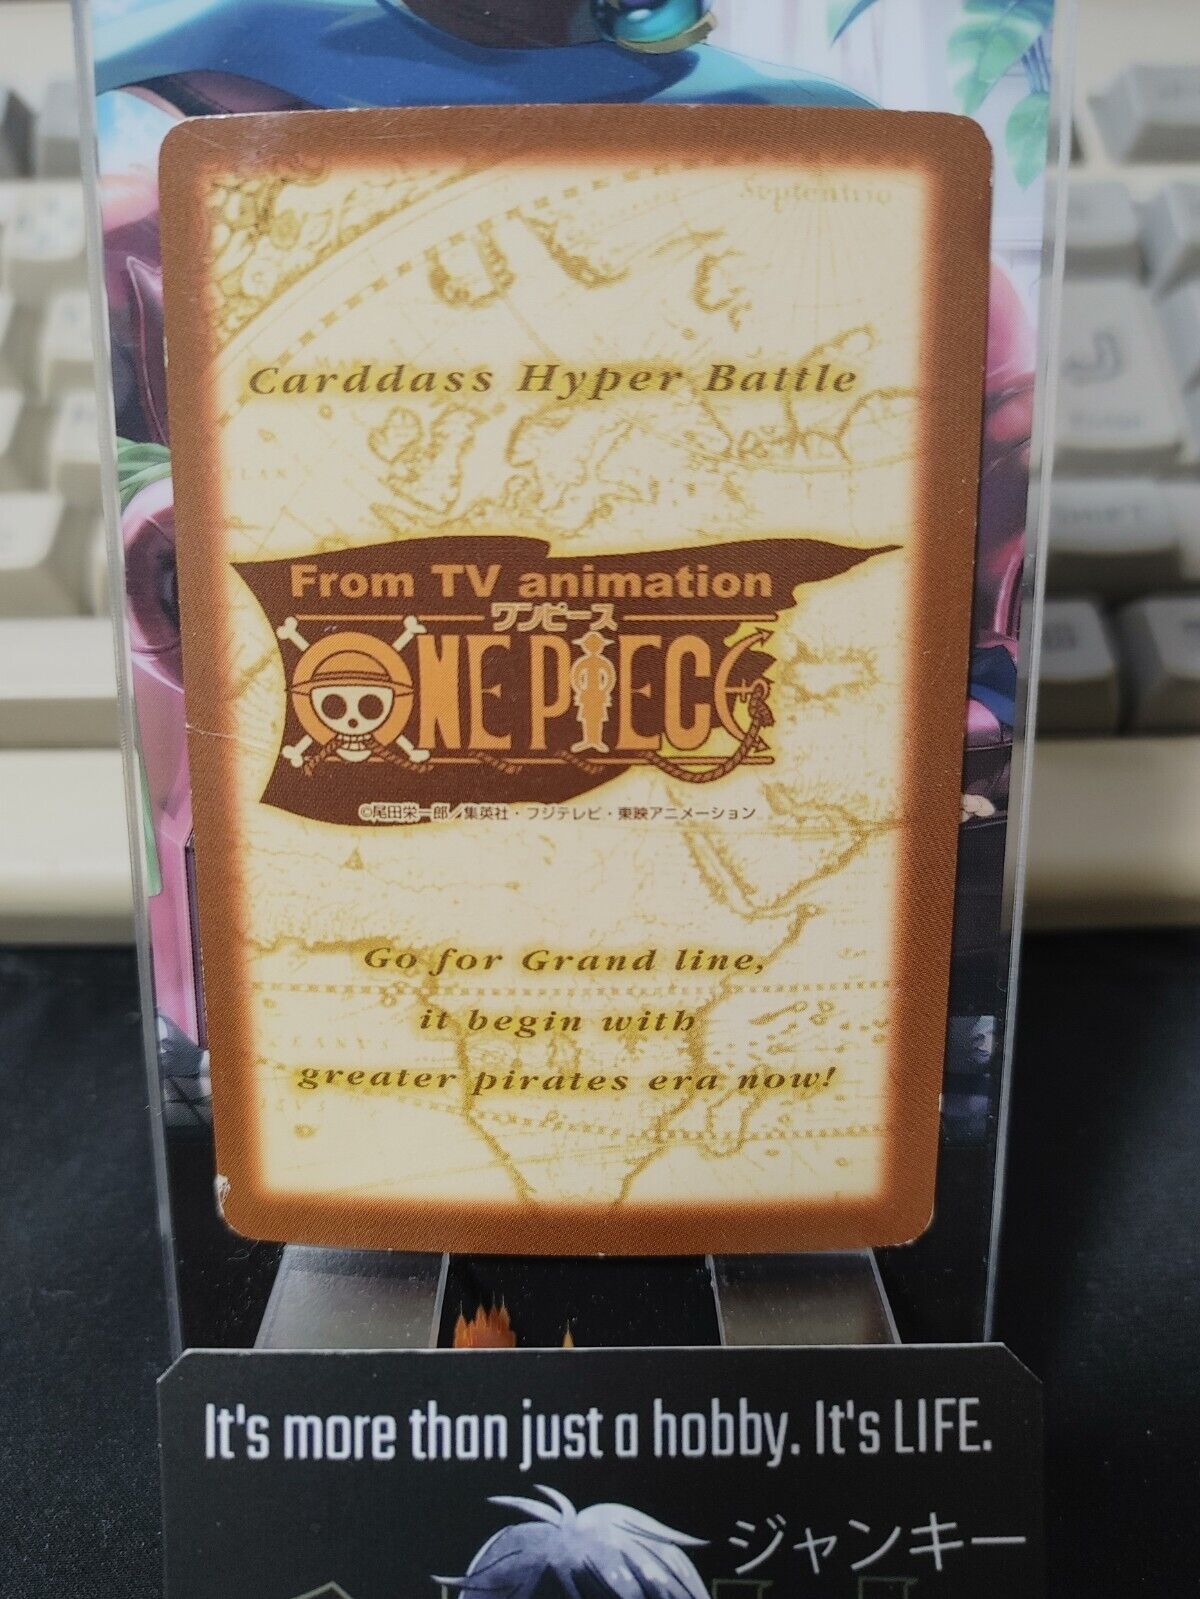 Septentrio
Carddass Hyper Battle
From TV animation
ワンピース
ONE PIECE
©尾田栄一郎／集英社・フジテレビ・東映アニメーション
Go for Grand line,
it begin with
greater pirates era now!
It's more than just a hobby. It's LIFE.
ジャンキー